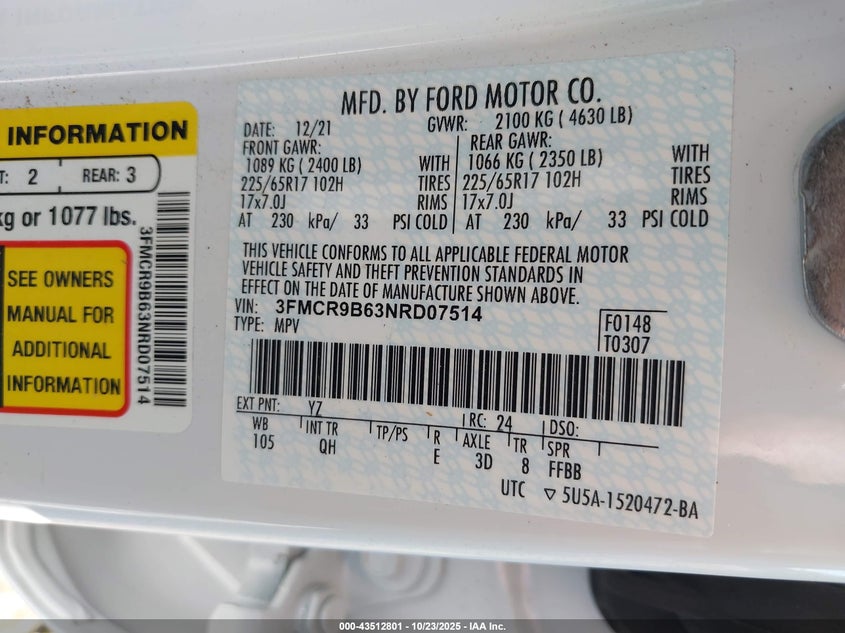 INFORMATION
T: 2
REAR: 3
kg or 1077 lbs.
SEE OWNERS
MANUAL FOR
ADDITIONAL
INFORMATION
3FMCR9B63NRD07514
MFD. BY FORD MOTOR CO.
DATE: 12/21 GVWR: 2100 KG ( 4630 LB)
FRONT GAWR: REAR GAWR:
1089 KG ( 2400 LB) WITH 1066 KG ( 2350 LB) WITH
225/65R17 102H TIRES 225/65R17 102H TIRES
17x7.0J RIMS 17x7.0J RIMS
AT 230 kPa/ 33 PSI COLD AT 230 kPa/ 33 PSI COLD
THIS VEHICLE CONFORMS TO ALL APPLICABLE FEDERAL MOTOR
VEHICLE SAFETY AND THEFT PREVENTION STANDARDS IN
EFFECT ON THE DATE OF MANUFACTURE SHOWN ABOVE.
VIN: 3FMCR9B63NRD07514
TYPE: MPV
F0148
T0307
EXT PNT: YZ RC: 24 DSO:
WB INT TR TP/PS R AXLE TR SPR
105 QH E 3D 8 FFBB
UTC ▽ 5U5A-1520472-BA
000-43512801 | 10/23/2025 | IAA Inc.